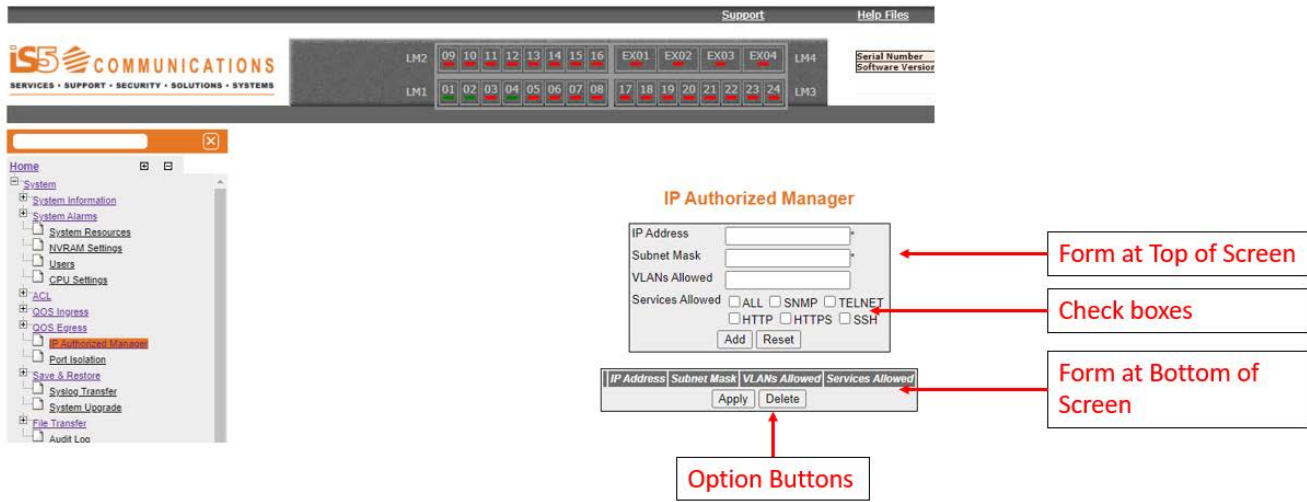 Support Help Files
iS5 COMMUNICATIONS
SERVICES • SUPPORT • SECURITY • SOLUTIONS • SYSTEMS
LM2 09 10 11 12 13 14 15 16 EX01 EX02 EX03 EX04 LM4
LM1 01 02 03 04 05 06 07 08 17 18 19 20 21 22 23 24 LM3
Serial Number
Software Version
Home
System
System Information
System Alarms
System Resources
NVRAM Settings
Users
CPU Settings
ACL
QOS Ingress
QOS Egress
IP Authorized Manager
Port Isolation
Save & Restore
Syslog Transfer
System Upgrade
File Transfer
Audit Log
IP Authorized Manager
IP Address *
Subnet Mask *
VLANs Allowed
Services Allowed ALL SNMP TELNET
HTTP HTTPS SSH
Add Reset
IP Address Subnet Mask VLANs Allowed Services Allowed
Apply Delete
Form at Top of Screen
Check boxes
Form at Bottom of
Screen
Option Buttons